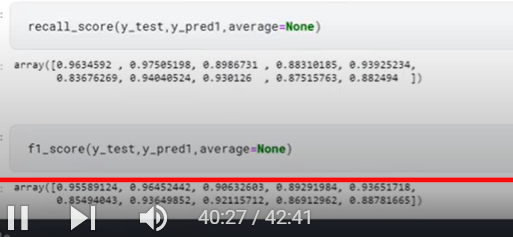 recall_score(y_test,y_pred1,average=None)
array([0.9634592 , 0.97505198, 0.8986731 , 0.88310185, 0.93925234,
0.83676269, 0.94040524, 0.930126 , 0.87515763, 0.882494 ])
f1_score(y_test,y_pred1,average=None)
array([0.95589124, 0.96452442, 0.90632603, 0.89291984, 0.93651718,
0.85494043, 0.93649852, 0.92115712, 0.86912962, 0.88781665])
40:27 / 42:41